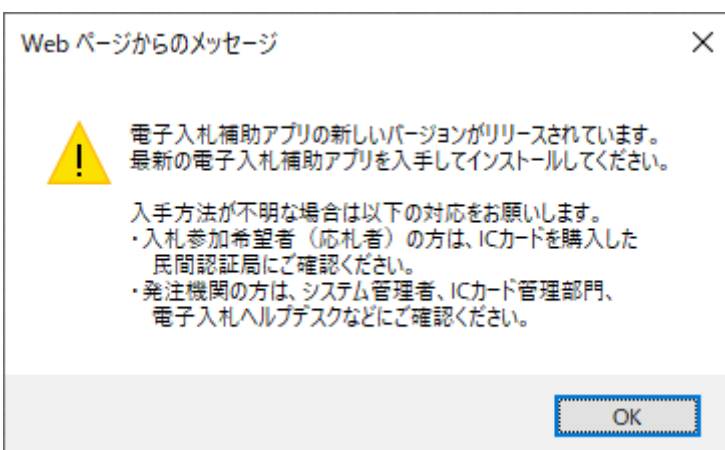 Web ページからのメッセージ
電子入札補助アプリの新しいバージョンがリリースされています。
最新の電子入札補助アプリを入手してインストールしてください。
入手方法が不明な場合は以下の対応をお願いします。
・入札参加希望者（応札者）の方は、ICカードを購入した
民間認証局にご確認ください。
・発注機関の方は、システム管理者、ICカード管理部門、
電子入札ヘルプデスクなどにご確認ください。
OK